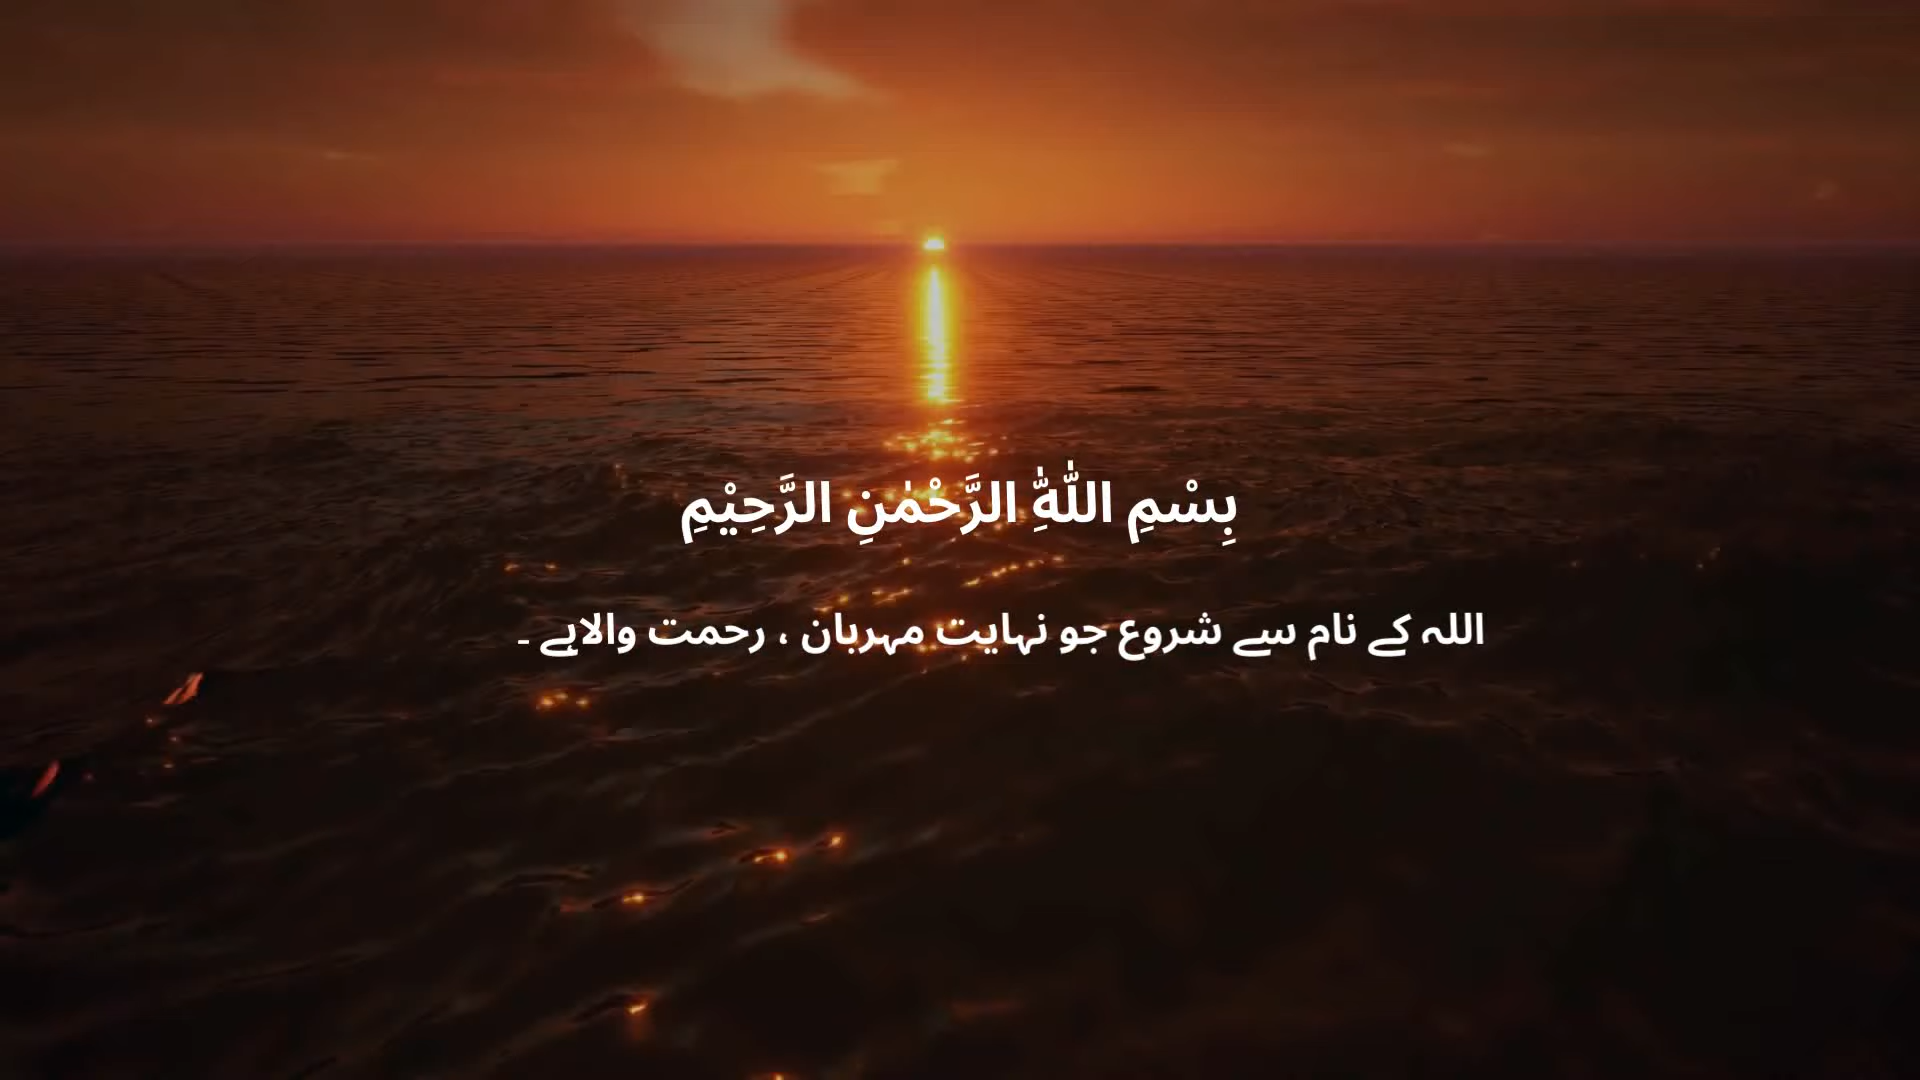 بِسْمِ اللّٰهِ الرَّحْمٰنِ الرَّحِيْمِ
اللہ کے نام سے شروع جو نہایت مہربان ، رحمت والاہے ۔